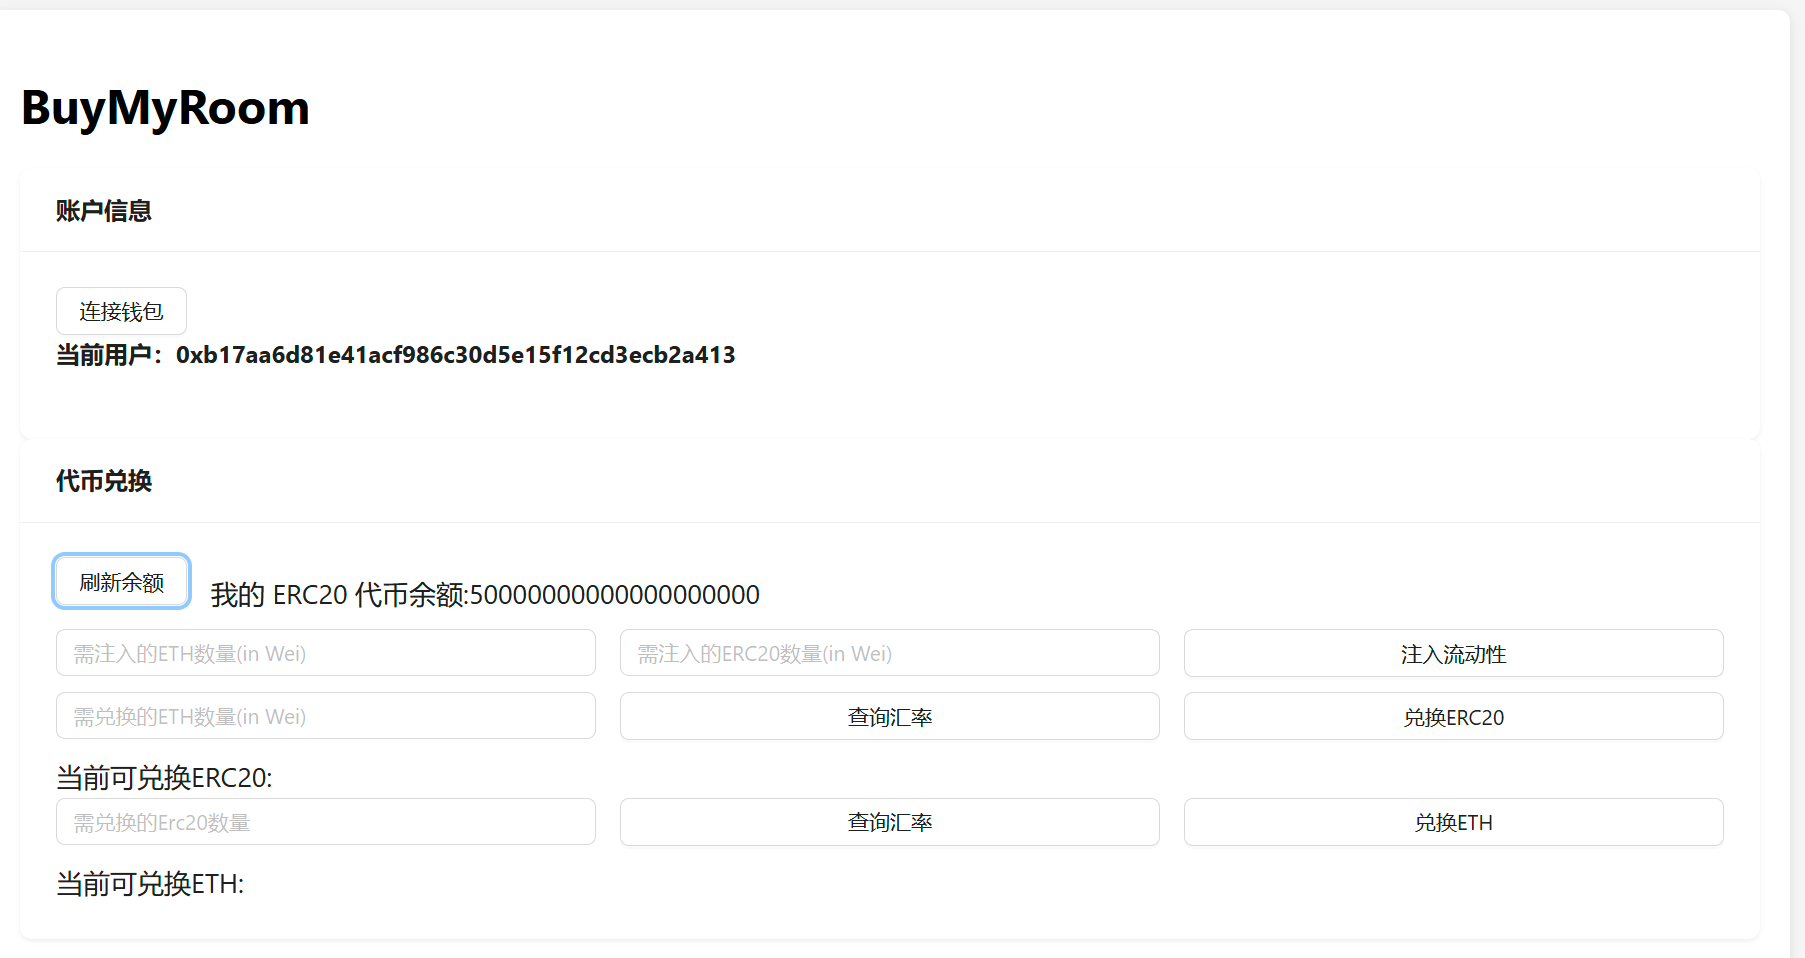 BuyMyRoom
账户信息
连接钱包
当前用户：0xb17aa6d81e41acf986c30d5e15f12cd3ecb2a413
代币兑换
刷新余额 我的 ERC20 代币余额:50000000000000000000
需注入的ETH数量(in Wei) 需注入的ERC20数量(in Wei) 注入流动性
需兑换的ETH数量(in Wei) 查询汇率 兑换ERC20
当前可兑换ERC20:
需兑换的Erc20数量 查询汇率 兑换ETH
当前可兑换ETH: